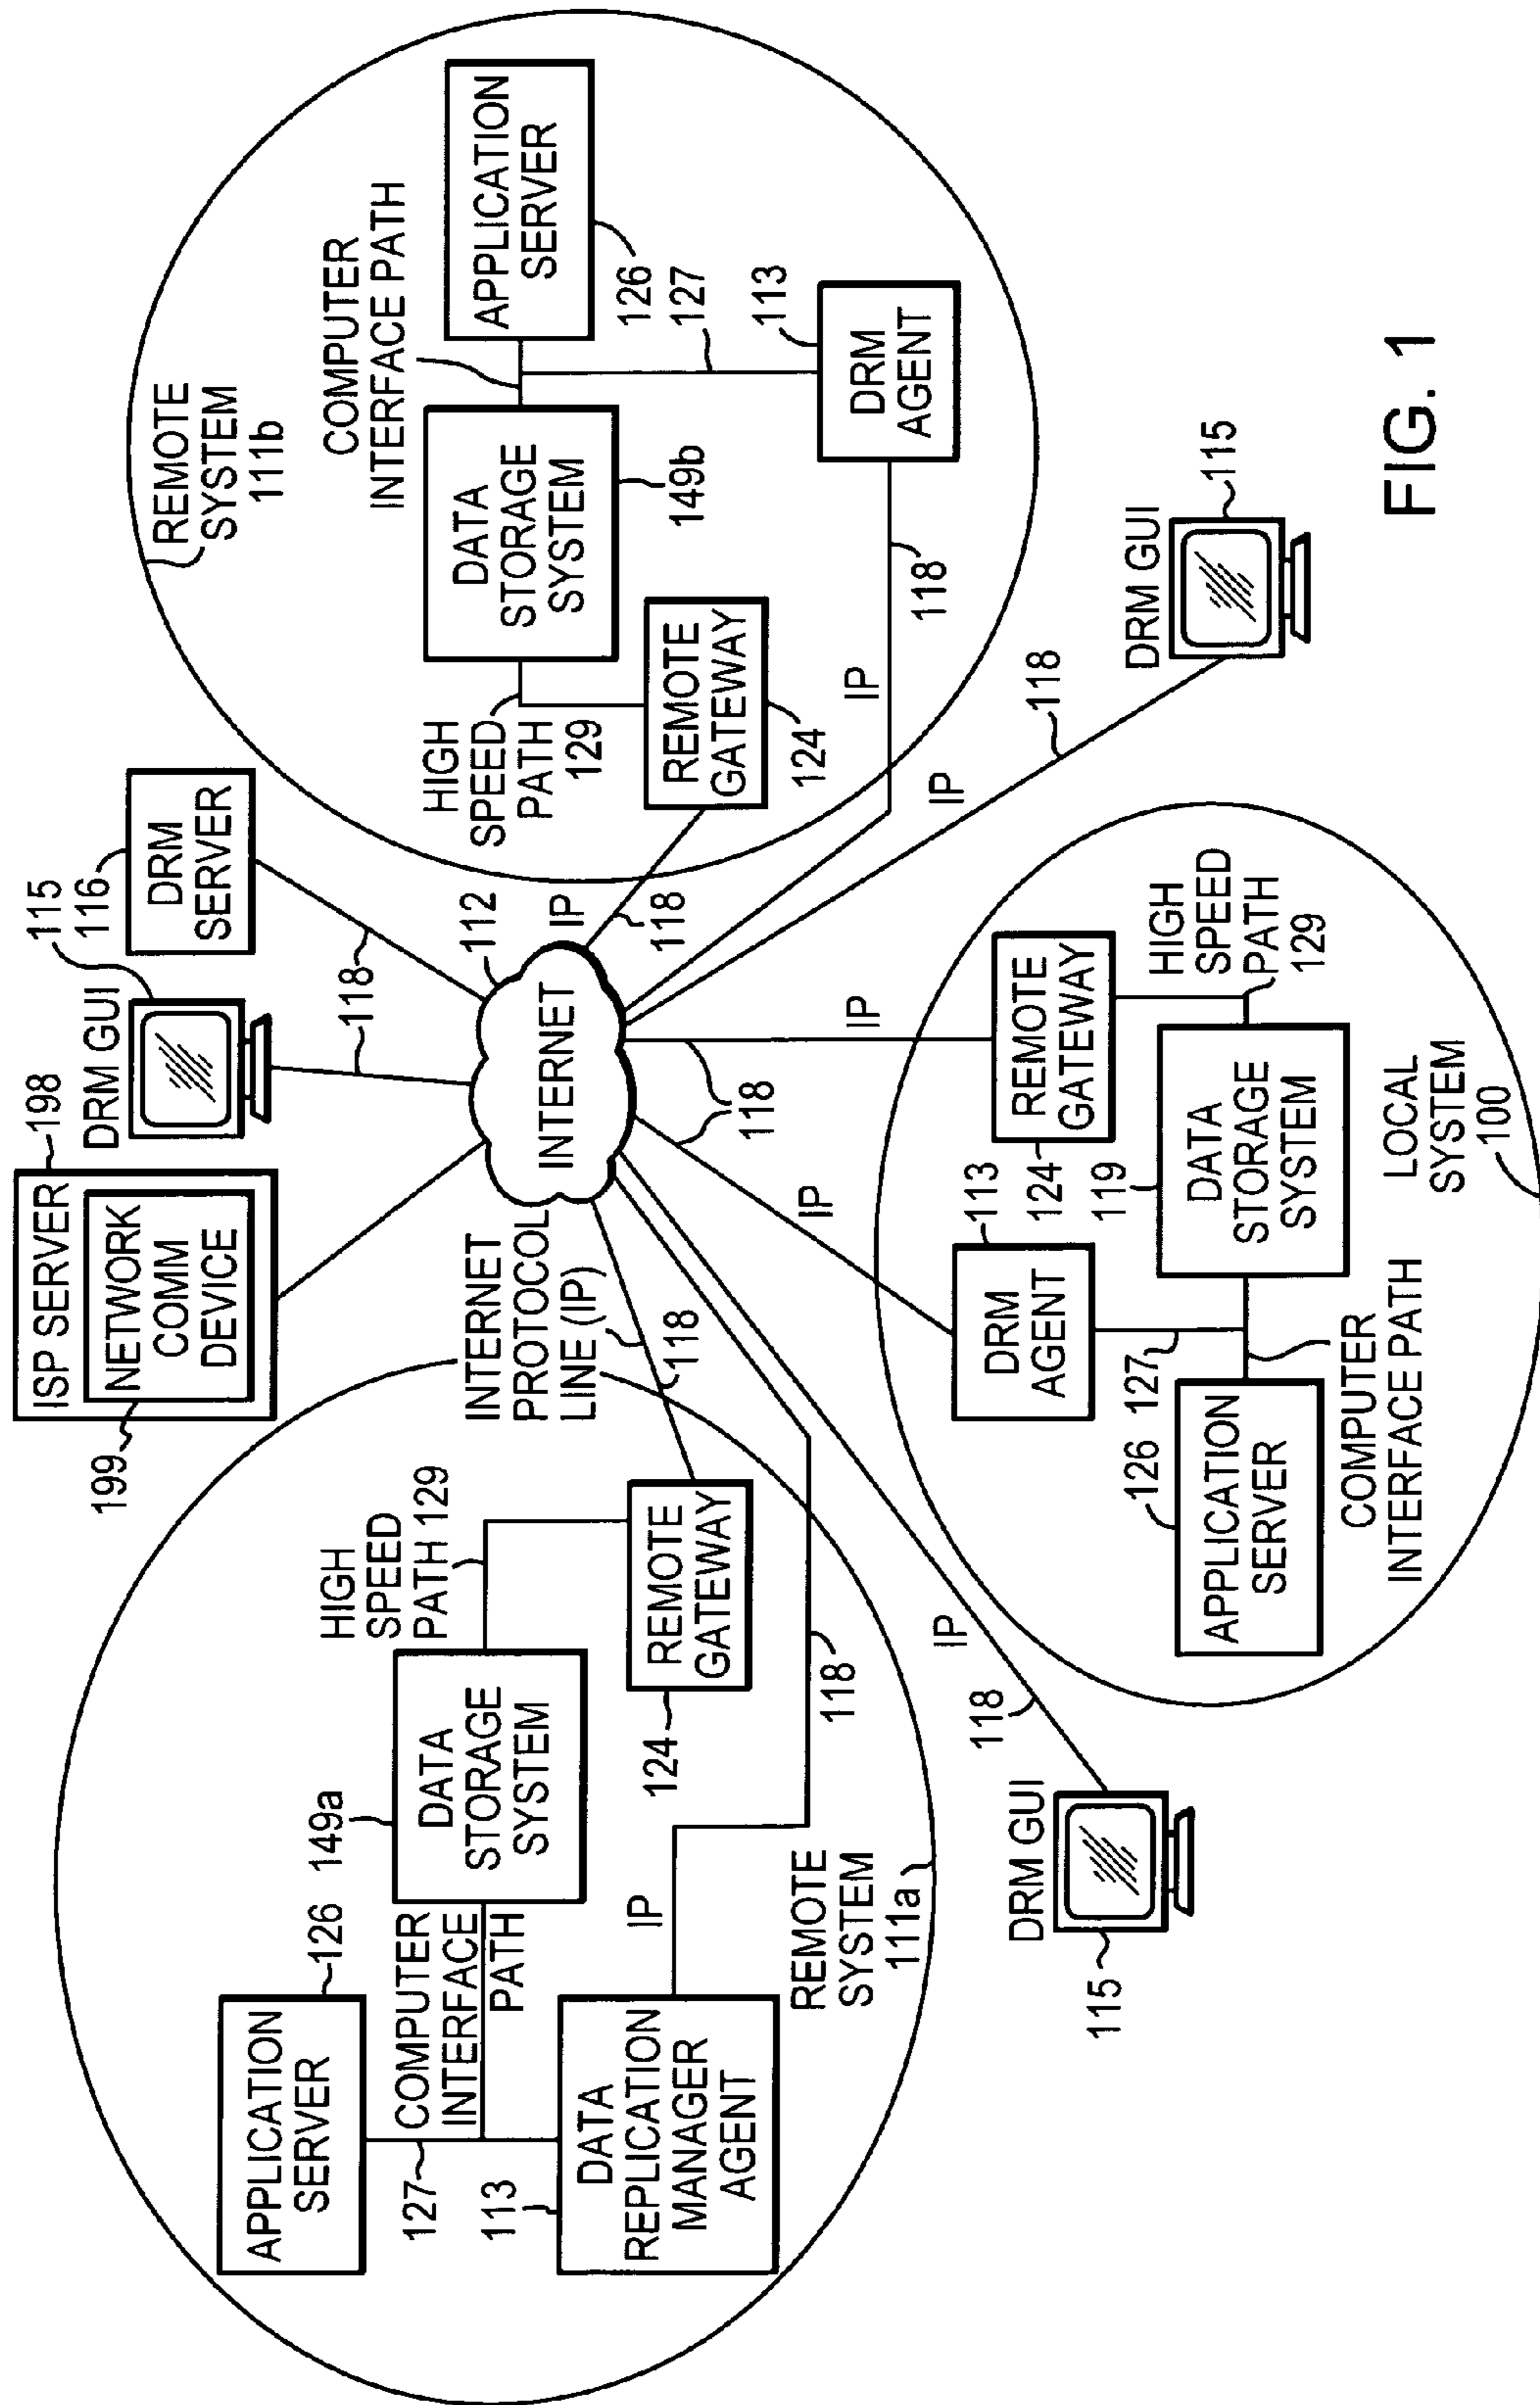 ISP SERVER
198
NETWORK
COMM
DEVICE
199
DRM GUI
115
116
DRM
SERVER
118
REMOTE
SYSTEM
111b
COMPUTER
INTERFACE PATH
APPLICATION
SERVER
126
127
DATA
STORAGE
SYSTEM
149b
113
DRM
AGENT
HIGH
SPEED
PATH
129
REMOTE
GATEWAY
124
118
IP
IP
118
112
INTERNET
INTERNET
PROTOCOL
LINE (IP)
118
APPLICATION
SERVER
126
149a
DATA
STORAGE
SYSTEM
HIGH
SPEED
PATH 129
COMPUTER
INTERFACE
PATH
127
113
DATA
REPLICATION
MANAGER
AGENT
REMOTE
GATEWAY
124
IP
118
REMOTE
SYSTEM
111a
DRM GUI
115
118
IP
IP
118
IP
IP
118
DRM GUI
115
113
DRM
AGENT
REMOTE
GATEWAY
124
HIGH
SPEED
PATH
129
119
DATA
STORAGE
SYSTEM
126
127
APPLICATION
SERVER
COMPUTER
INTERFACE PATH
LOCAL
SYSTEM
100
FIG. 1